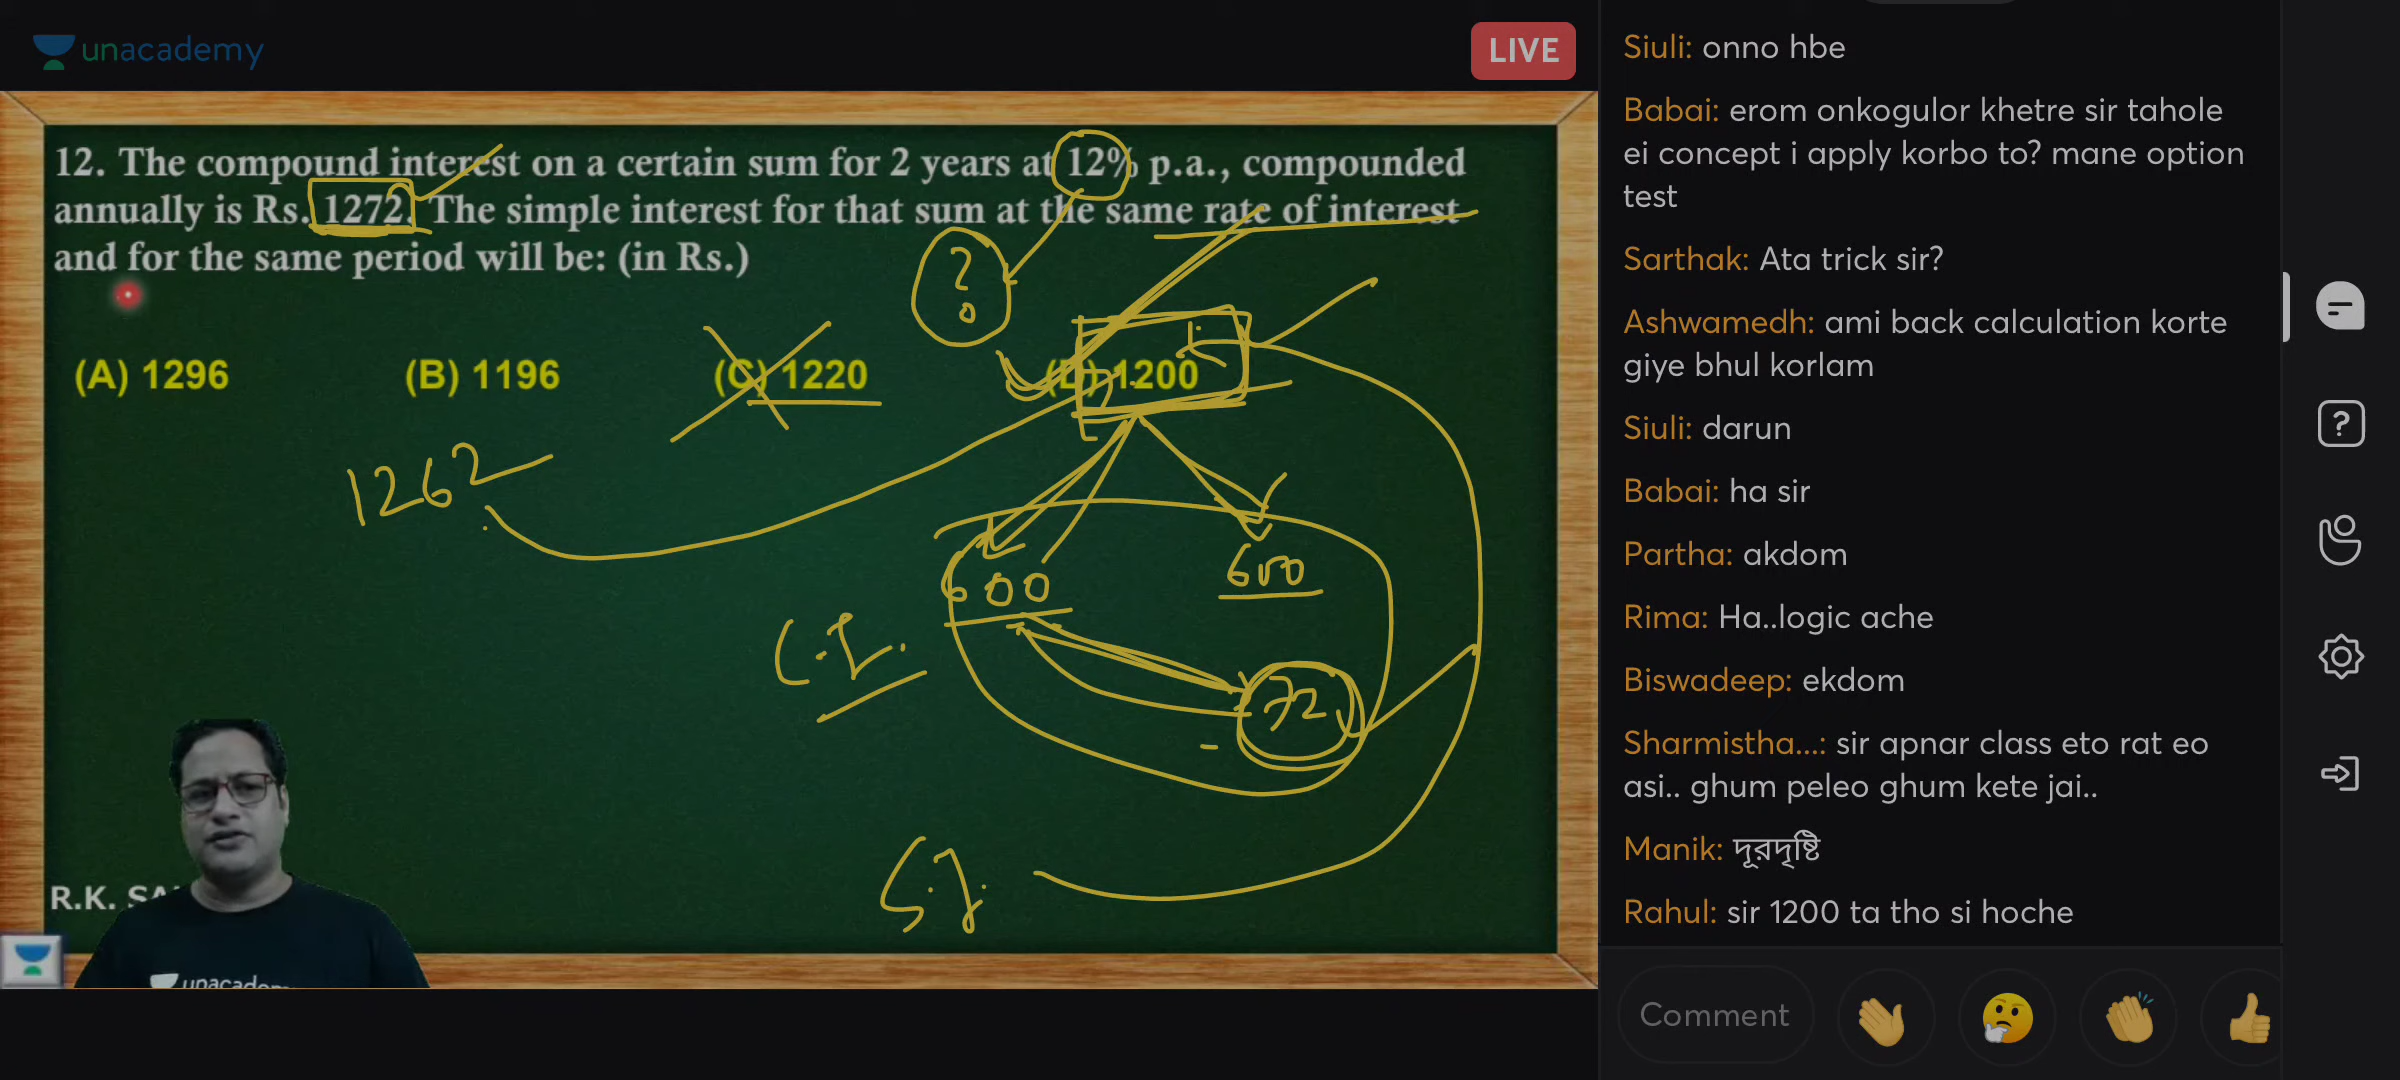 unacademy
LIVE
12. The compound interest on a certain sum for 2 years at 12% p.a., compounded
annually is Rs. 1272. The simple interest for that sum at the same rate of interest
and for the same period will be: (in Rs.)
?
(A) 1296
(B) 1196
(C) 1220
(D) 1200
1262
600
600
C.I.
72
S.I.
R.K.
unacadem
Siuli: onno hbe
Babai: erom onkogulor khetre sir tahole
ei concept i apply korbo to? mane option
test
Sarthak: Ata trick sir?
Ashwamedh: ami back calculation korte
giye bhul korlam
Siuli: darun
Babai: ha sir
Partha: akdom
Rima: Ha..logic ache
Biswadeep: ekdom
Sharmistha...: sir apnar class eto rat eo
asi.. ghum peleo ghum kete jai..
Manik: দূরদৃষ্টি
Rahul: sir 1200 ta tho si hoche
Comment